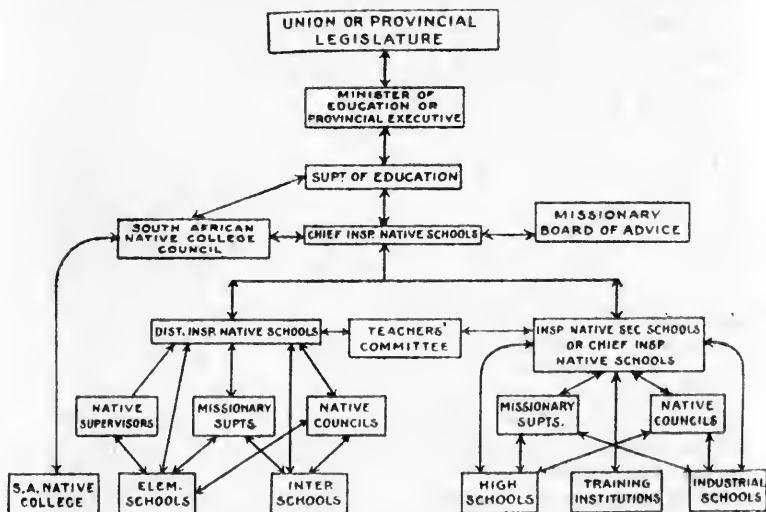 UNION OR PROVINCIAL
LEGISLATURE
MINISTER OF
EDUCATION OR
PROVINCIAL EXECUTIVE
SUPT OF EDUCATION
SOUTH AFRICAN
NATIVE COLLEGE
COUNCIL
CHIEF INSP. NATIVE SCHOOLS
MISSIONARY
BOARD OF ADVICE
DIST. INSP. NATIVE SCHOOLS
TEACHERS'
COMMITTEE
INSP NATIVE SEC SCHOOLS
OR CHIEF INSP
NATIVE SCHOOLS
NATIVE
SUPERVISORS
MISSIONARY
SUPTS.
NATIVE
COUNCILS
MISSIONARY
SUPTS.
NATIVE
COUNCILS
S.A. NATIVE
COLLEGE
ELEM.
SCHOOLS
INTER
SCHOOLS
HIGH
SCHOOLS
TRAINING
INSTITUTIONS
INDUSTRIAL
SCHOOLS